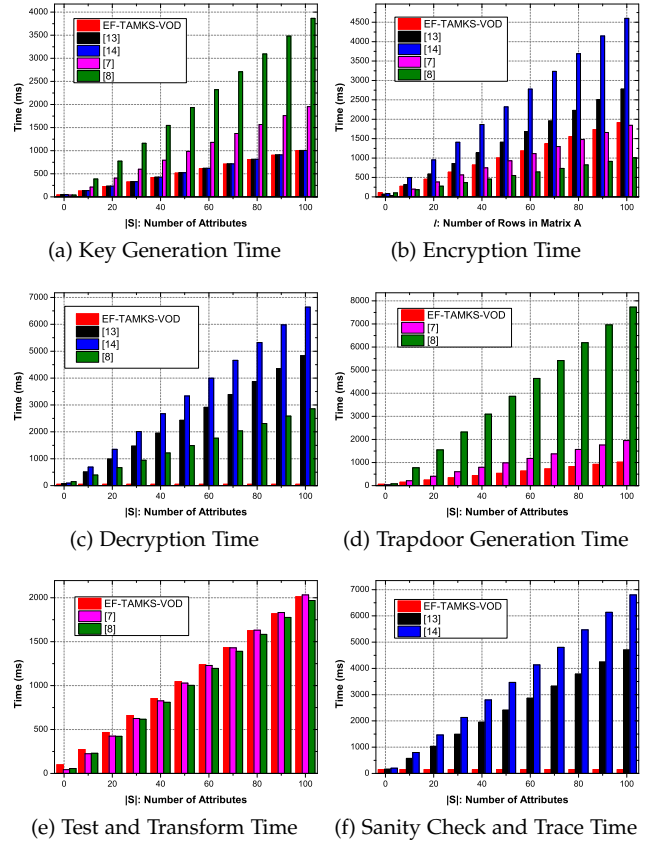 EF-TAMKS-VOD
[13]
[14]
[7]
[8]
4000
3500
3000
2500
2000
1500
1000
500
0
Time (ms)
0 20 40 60 80 100
|S|: Number of Attributes
(a) Key Generation Time
EF-TAMKS-VOD
[13]
[14]
[7]
[8]
5000
4500
4000
3500
3000
2500
2000
1500
1000
500
0
Time (ms)
0 20 40 60 80 100
l: Number of Rows in Matrix A
(b) Encryption Time
EF-TAMKS-VOD
[13]
[14]
[8]
7000
6000
5000
4000
3000
2000
1000
0
Time (ms)
0 20 40 60 80 100
|S|: Number of Attributes
(c) Decryption Time
EF-TAMKS-VOD
[7]
[8]
8000
7000
6000
5000
4000
3000
2000
1000
0
Time (ms)
0 20 40 60 80 100
|S|: Number of Attributes
(d) Trapdoor Generation Time
EF-TAMKS-VOD
[7]
[8]
2000
1500
1000
500
0
Time (ms)
0 20 40 60 80 100
|S|: Number of Attributes
(e) Test and Transform Time
EF-TAMKS-VOD
[13]
[14]
7000
6000
5000
4000
3000
2000
1000
0
Time (ms)
0 20 40 60 80 100
|S|: Number of Attributes
(f) Sanity Check and Trace Time